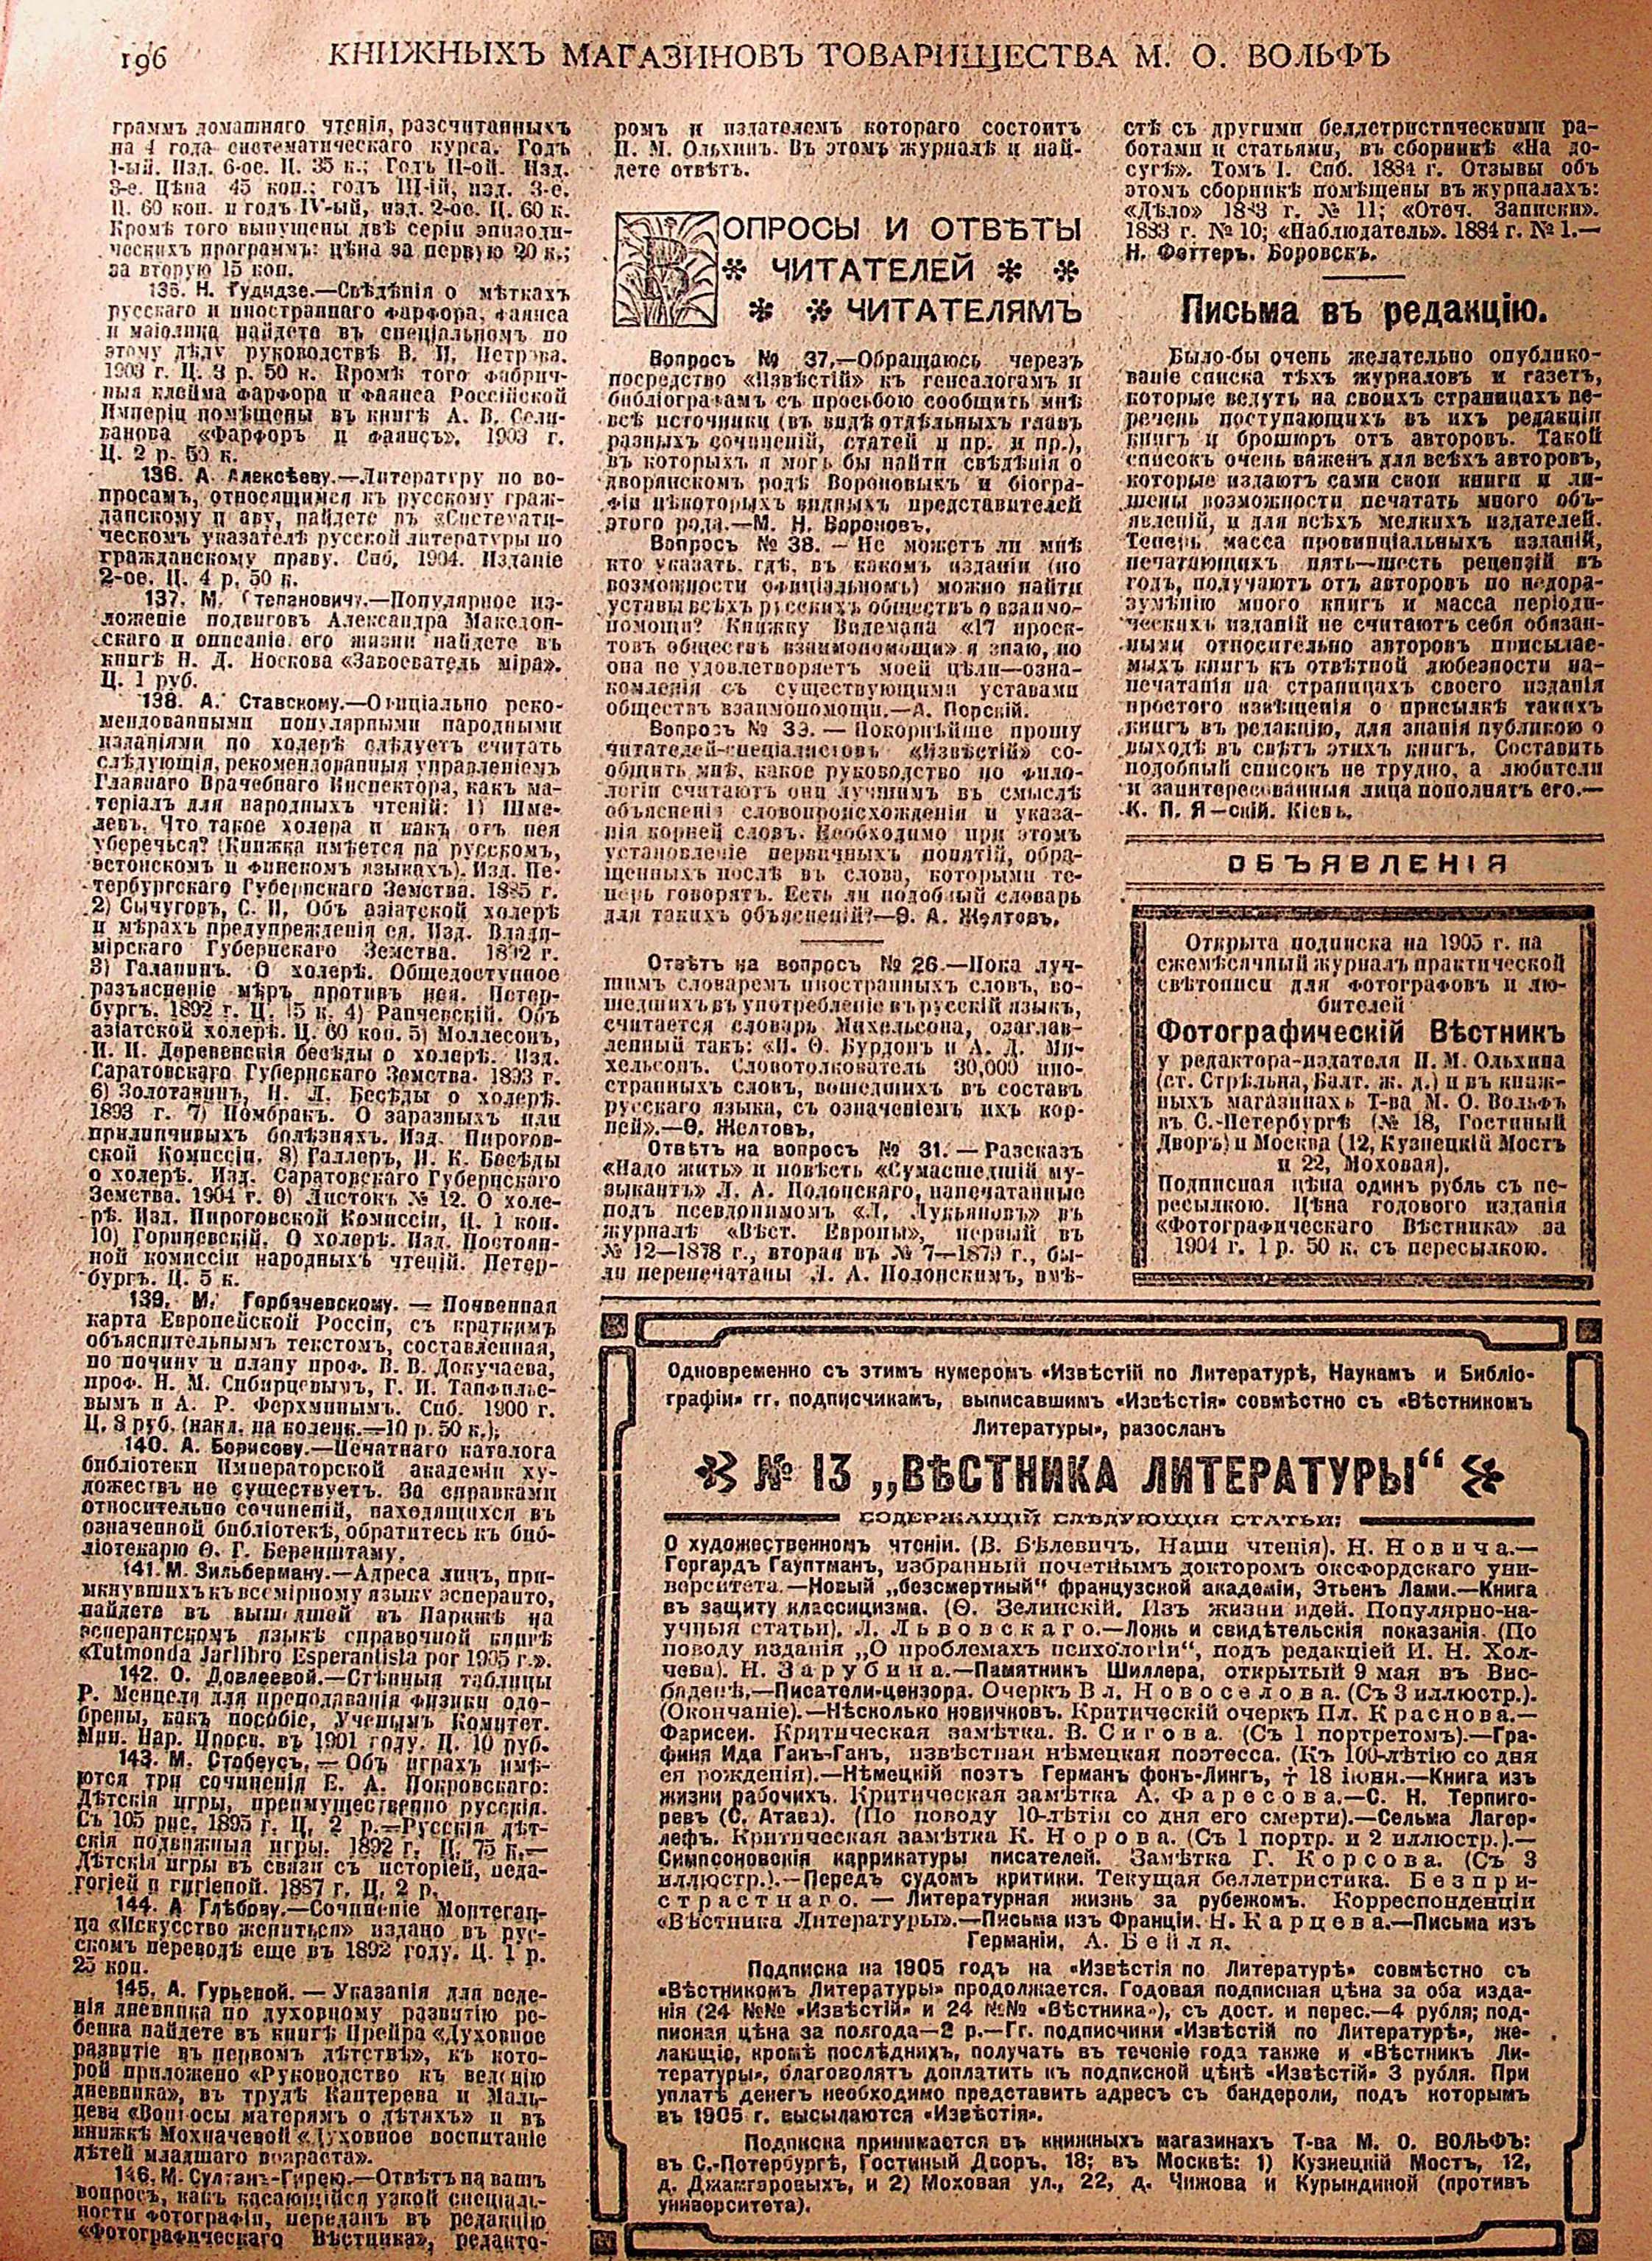 196
КНИЖНЫХЪ МАГАЗИНОВЪ ТОВАРИЩЕСТВА М. О. ВОЛЬФЪ
граммъ домашняго чтенія, разсчитанныхъ
на 4 года систематическаго курса. Годъ
I-ый. Изд. 6-ое. Ц. 35 к.; Годъ II-ой. Изд.
3-е. Цѣна 45 коп.; годъ III-ій, изд. 3-е.
Ц. 60 коп. и годъ IV-ый, изд. 2-ое. Ц. 60 к.
Кромѣ того выпущены двѣ серіи эпизоди-
ческихъ программъ: цѣна за первую 20 к.;
за вторую 15 коп.
135. Н. Гудидзе.—Свѣдѣнія о мѣткахъ
русскаго и иностраннаго фарфора, фаянса
и маіолика найдете въ спеціальномъ по
этому дѣлу руководствѣ В. И. Петрова.
1903 г. Ц. 3 р. 50 к. Кромѣ того фабрич-
ныя клейма фарфора и фаянса Россійской
Имперіи помѣщены въ книгѣ А. В. Сели-
ванова «Фарфоръ и фаянсъ». 1903 г.
Ц. 2 р. 50 к.
136. А. Алексѣеву.—Литературу по во-
просамъ, относящимся къ русскому граж-
данскому праву, найдете въ «Системати-
ческомъ указателѣ русской литературы по
гражданскому праву. Спб. 1904. Изданіе
2-ое. Ц. 4 р. 50 к.
137. М. Степановичу.—Популярное из-
ложеніе подвиговъ Александра Македон-
скаго и описаніе его жизни найдете въ
книгѣ Н. Д. Носкова «Завоеватель міра».
Ц. 1 руб.
138. А. Ставскому.—Офиціально реко-
мендованными популярными народными
изданіями по холерѣ слѣдуетъ считать
слѣдующія, рекомендованныя управленіемъ
Главнаго Врачебнаго Инспектора, какъ ма-
теріалъ для народныхъ чтеній: 1) Шме-
левъ. Что такое холера и какъ отъ нея
уберечься? (Книжка имѣется на русскомъ,
эстонскомъ и финскомъ языкахъ). Изд. Пе-
тербургскаго Губернскаго Земства. 1885 г.
2) Сычуговъ, С. И. Объ азіатской холерѣ
и мѣрахъ предупрежденія ея. Изд. Влади-
мірскаго Губернскаго Земства. 1892 г.
3) Галанинъ. О холерѣ. Общедоступное
разъясненіе мѣръ противъ нея. Петер-
бургъ. 1892 г. Ц. 15 к. 4) Рапчевскій. Объ
азіатской холерѣ. Ц. 60 коп. 5) Моллесонъ,
И. И. Деревенскія бесѣды о холерѣ. Изд.
Саратовскаго Губернскаго Земства. 1893 г.
6) Золотавинъ, Н. Л. Бесѣды о холерѣ.
1893 г. 7) Помбракъ. О заразныхъ или
прилипчивыхъ болѣзняхъ. Изд. Пирогов-
ской Комиссіи. 8) Галлеръ, П. К. Бесѣды
о холерѣ. Изд. Саратовскаго Губернскаго
Земства. 1904 г. 9) Листокъ № 12. О холе-
рѣ. Изд. Пироговской Комиссіи, Ц. 1 коп.
10) Гориневскій. О холерѣ. Изд. Постоян-
ной комиссіи народныхъ чтеній. Петер-
бургъ. Ц. 5 к.
139. М. Горбачевскому. — Почвенная
карта Европейской Россіи, съ краткимъ
объяснительнымъ текстомъ, составленная,
по почину и плану проф. В. В. Докучаева,
проф. Н. М. Сибирцевымъ, Г. И. Танфилье-
вымъ и А. Р. Ферхминымъ. Спб. 1900 г.
Ц. 8 руб. (накл. на коленк.—10 р. 50 к.).
140. А. Борисову.—Печатнаго каталога
библіотеки Императорской академіи ху-
дожествъ не существуетъ. За справками
относительно сочиненій, находящихся въ
означенной библіотекѣ, обратитесь къ биб-
ліотекарю Ѳ. Г. Беренштаму.
141. М. Зильберману.—Адреса лицъ, при-
мкнувшихъ къ всемірному языку эсперанто,
найдете въ вышедшей въ Парижѣ на
эсперантскомъ языкѣ справочной книгѣ
«Tutmonda Jarlibro Esperantista por 1905 г.».
142. О. Довлеевой.—Стѣнныя таблицы
Р. Менцеля для преподаванія физики одо-
брены, какъ пособіе, Ученымъ Комитет.
Мин. Нар. Просв. въ 1901 году. Ц. 10 руб.
143. М. Стобеусъ.—Объ играхъ имѣ-
ются три сочиненія Е. А. Покровскаго:
Дѣтскія игры, преимущественно русскія.
Съ 105 рис. 1895 г. Ц. 2 р.—Русскія дѣт-
скія подвижныя игры. 1892 г. Ц. 75 к.—
Дѣтскія игры въ связи съ исторіей, педа-
гогіей и гигіеной. 1887 г. Ц. 2 р.
144. А. Глѣбову.—Сочиненіе Монтегац-
ца «Искусство жениться» издано въ рус-
скомъ переводѣ еще въ 1892 году. Ц. 1 р.
25 коп.
145. А. Гурьевой. — Указанія для веде-
нія дневника по духовному развитію ре-
бенка найдете въ книгѣ Прейра «Духовное
развитіе въ первомъ дѣтствѣ», къ кото-
рой приложено «Руководство къ веденію
дневника», въ трудѣ Каптерева и Маль-
цева «Вопросы матерямъ о дѣтяхъ» и въ
книжкѣ Мохначевой «Духовное воспитаніе
дѣтей младшаго возраста».
146. М. Султанъ-Гирею.—Отвѣтъ на вашъ
вопросъ, какъ касающійся узкой спеціаль-
ности фотографіи, переданъ въ редакцію
«Фотографическаго Вѣстника», редакто-
ромъ и издателемъ котораго состоитъ
П. М. Ольхинъ. Въ этомъ журналѣ и най-
дете отвѣтъ.
ВОПРОСЫ И ОТВѢТЫ
ЧИТАТЕЛЕЙ
ЧИТАТЕЛЯМЪ
Вопросъ № 37.—Обращаюсь черезъ
посредство «Извѣстій» къ генеалогамъ и
библіографамъ съ просьбою сообщить мнѣ
всѣ источники (въ видѣ отдѣльныхъ главъ
разныхъ сочиненій, статей и пр. и пр.),
въ которыхъ я могъ бы найти свѣдѣнія о
дворянскомъ родѣ Вороновыхъ и біогра-
фіи нѣкоторыхъ видныхъ представителей
этого рода.—М. Н. Вороновъ.
Вопросъ № 38. — Не можетъ ли мнѣ
кто указать, гдѣ, въ какомъ изданіи (по
возможности офиціальномъ) можно найти
уставы всѣхъ русскихъ обществъ о взаимо-
помощи? Книжку Видемана «17 проек-
товъ обществъ взаимопомощи» я знаю, но
она не удовлетворяетъ моей цѣли—озна-
комленія съ существующими уставами
обществъ взаимопомощи.—А. Порскій.
Вопросъ № 39. — Покорнѣйше прошу
читателей-спеціалистовъ «Извѣстій» со-
общить мнѣ, какое руководство по фило-
логіи считаютъ они лучшимъ въ смыслѣ
объясненія словопроисхожденія и указа-
нія корней словъ. Необходимо при этомъ
установленіе первичныхъ понятій, обра-
щенныхъ послѣ въ слова, которыми те-
перь говорятъ. Есть ли подобный словарь
для такихъ объясненій?—Ѳ. А. Желтовъ.
Отвѣтъ на вопросъ № 26.—Пока луч-
шимъ словаремъ иностранныхъ словъ, во-
шедшихъ въ употребленіе въ русскій языкъ,
считается словарь Михельсона, озаглав-
ленный такъ: «И. Ѳ. Бурдонъ и А. Д. Ми-
хельсонъ. Словотолкователь 30,000 ино-
странныхъ словъ, вошедшихъ въ составъ
русскаго языка, съ означеніемъ ихъ кор-
ней».—Ѳ. Желтовъ.
Отвѣтъ на вопросъ № 31. — Разсказъ
«Надо жить» и повѣсть «Сумасшедшій му-
зыкантъ» Л. А. Полонскаго, напечатанные
подъ псевдонимомъ «Л. Лукьяновъ» въ
журналѣ «Вѣст. Европы», первый въ
№ 12—1878 г., вторая въ № 7—1879 г., бы-
ли перепечатаны Л. А. Полонскимъ, вмѣ-
стѣ съ другими беллетристическими ра-
ботами и статьями, въ сборникѣ «На до-
сугѣ». Томъ I. Спб. 1884 г. Отзывы объ
этомъ сборникѣ помѣщены въ журналахъ:
«Дѣло» 1883 г. № 11; «Отеч. Записки».
1883 г. № 10; «Наблюдатель». 1884 г. № 1.—
Н. Феттеръ. Боровскъ.
Письма въ редакцію.
Было-бы очень желательно опублико-
ваніе списка тѣхъ журналовъ и газетъ,
которые ведутъ на своихъ страницахъ пе-
речень поступающихъ въ ихъ редакціи
книгъ и брошюръ отъ авторовъ. Такой
списокъ очень важенъ для всѣхъ авторовъ,
которые издаютъ сами свои книги и ли-
шены возможности печатать много объ-
явленій, и для всѣхъ мелкихъ издателей.
Теперь масса провинціальныхъ изданій,
печатающихъ пять—шесть рецензій въ
годъ, получаютъ отъ авторовъ по недора-
зумѣнію много книгъ и масса періоди-
ческихъ изданій не считаютъ себя обязан-
ными относительно авторовъ присылае-
мыхъ книгъ къ отвѣтной любезности на-
печатанія на страницахъ своего изданія
простого извѣщенія о присылкѣ такихъ
книгъ въ редакцію, для знанія публикою о
выходѣ въ свѣтъ этихъ книгъ. Составить
подобный списокъ не трудно, а любители
и заинтересованныя лица пополнятъ его.—
К. П. Я—скій. Кіевъ.
ОБЪЯВЛЕНІЯ
Открыта подписка на 1905 г. на
ежемѣсячный журналъ практической
свѣтописи для фотографовъ и лю-
бителей
Фотографическій Вѣстникъ
у редактора-издателя П. М. Ольхина
(ст. Стрѣльна, Балт. ж. д.) и въ книж-
ныхъ магазинахъ Т-ва М. О. Вольфъ
въ С.-Петербургѣ (№ 18, Гостиный
Дворъ) и Москва (12, Кузнецкій Мостъ
и 22, Моховая).
Подписная цѣна одинъ рубль съ пе-
ресылкою. Цѣна годового изданія
«Фотографическаго Вѣстника» за
1904 г. 1 р. 50 к. съ пересылкою.
Одновременно съ этимъ нумеромъ «Извѣстій по Литературѣ, Наукамъ и Библіо-
графіи» гг. подписчикамъ, выписавшимъ «Извѣстія» совмѣстно съ «Вѣстникомъ
Литературы», разосланъ
№ 13 „ВѢСТНИКА ЛИТЕРАТУРЫ“
СОДЕРЖАЩІЙ СЛѢДУЮЩІЯ СТАТЬИ:
О художественномъ чтеніи. (В. Бѣлевичъ. Наши чтенія). Н. Новича.—
Гергардъ Гауптманъ, избранный почетнымъ докторомъ оксфордскаго уни-
верситета.—Новый „безсмертный“ французской академіи, Этьенъ Лами.—Книга
въ защиту классицизма. (Ѳ. Зелинскій. Изъ жизни идей. Популярно-на-
учныя статьи). Л. Львовскаго.—Ложь и свидѣтельскія показанія. (По
поводу изданія „О проблемахъ психологіи“, подъ редакціей И. Н. Хол-
чева). Н. Зарубина.—Памятникъ Шиллера, открытый 9 мая въ Вис-
баденѣ.—Писатели-цензора. Очеркъ Вл. Новоселова. (Съ 3 иллюстр.).
(Окончаніе).—Нѣсколько новичковъ. Критическій очеркъ Пл. Краснова.—
Фарисеи. Критическая замѣтка. В. Сигова. (Съ 1 портретомъ).—Гра-
финя Ида Ганъ-Ганъ, извѣстная нѣмецкая поэтесса. (Къ 100-лѣтію со дня
ея рожденія).—Нѣмецкій поэтъ Германъ фонъ-Лингъ, † 18 іюня.—Книга изъ
жизни рабочихъ. Критическая замѣтка А. Фаресова.—С. Н. Терпиго-
ревъ (С. Атава). (По поводу 10-лѣтія со дня его смерти).—Сельма Лагер-
лефъ. Критическая замѣтка К. Норова. (Съ 1 портр. и 2 иллюстр.).—
Симпсоновскія каррикатуры писателей. Замѣтка Г. Корсова. (Съ 3
иллюстр.).—Передъ судомъ критики. Текущая беллетристика. Безпри-
страстнаго. — Литературная жизнь за рубежомъ. Корреспонденціи
«Вѣстника Литературы».—Письма изъ Франціи. Н. Карцева.—Письма изъ
Германіи, А. Бейля.
Подписка на 1905 годъ на «Извѣстія по Литературѣ» совмѣстно съ
«Вѣстникомъ Литературы» продолжается. Годовая подписная цѣна за оба изда-
нія (24 №№ «Извѣстій» и 24 №№ «Вѣстника»), съ дост. и перес.—4 рубля; под-
писная цѣна за полгода—2 р.—Гг. подписчики «Извѣстій по Литературѣ», же-
лающіе, кромѣ послѣднихъ, получать въ теченіе года также и «Вѣстникъ Ли-
тературы», благоволятъ доплатить къ подписной цѣнѣ «Извѣстій» 3 рубля. При
уплатѣ денегъ необходимо представить адресъ съ бандероли, подъ которымъ
въ 1905 г. высылаются «Извѣстія».
Подписка принимается въ книжныхъ магазинахъ Т-ва М. О. ВОЛЬФЪ:
въ С.-Петербургѣ, Гостиный Дворъ, 18; въ Москвѣ: 1) Кузнецкій Мостъ, 12,
д. Джамгаровыхъ, и 2) Моховая ул., 22, д. Чижова и Курындиной (противъ
университета).